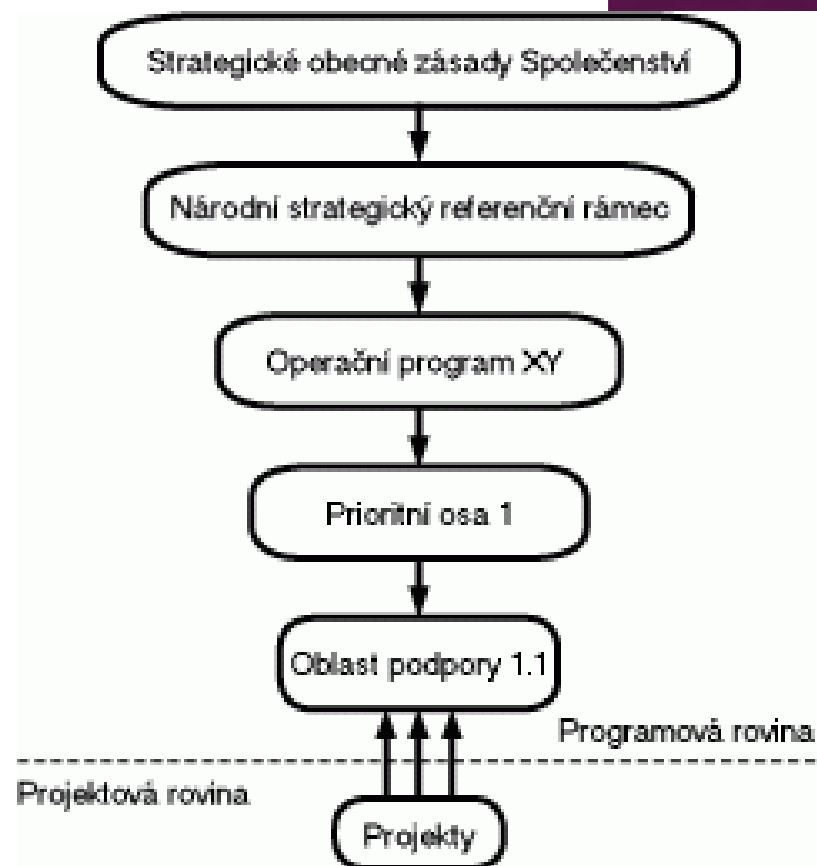 Strategické obecné zásady Společenství
Národní strategický referenční rámec
Operační program XY
Prioritní osa 1
Oblast podpory 1.1
Programová rovina
Projektová rovina
Projekty